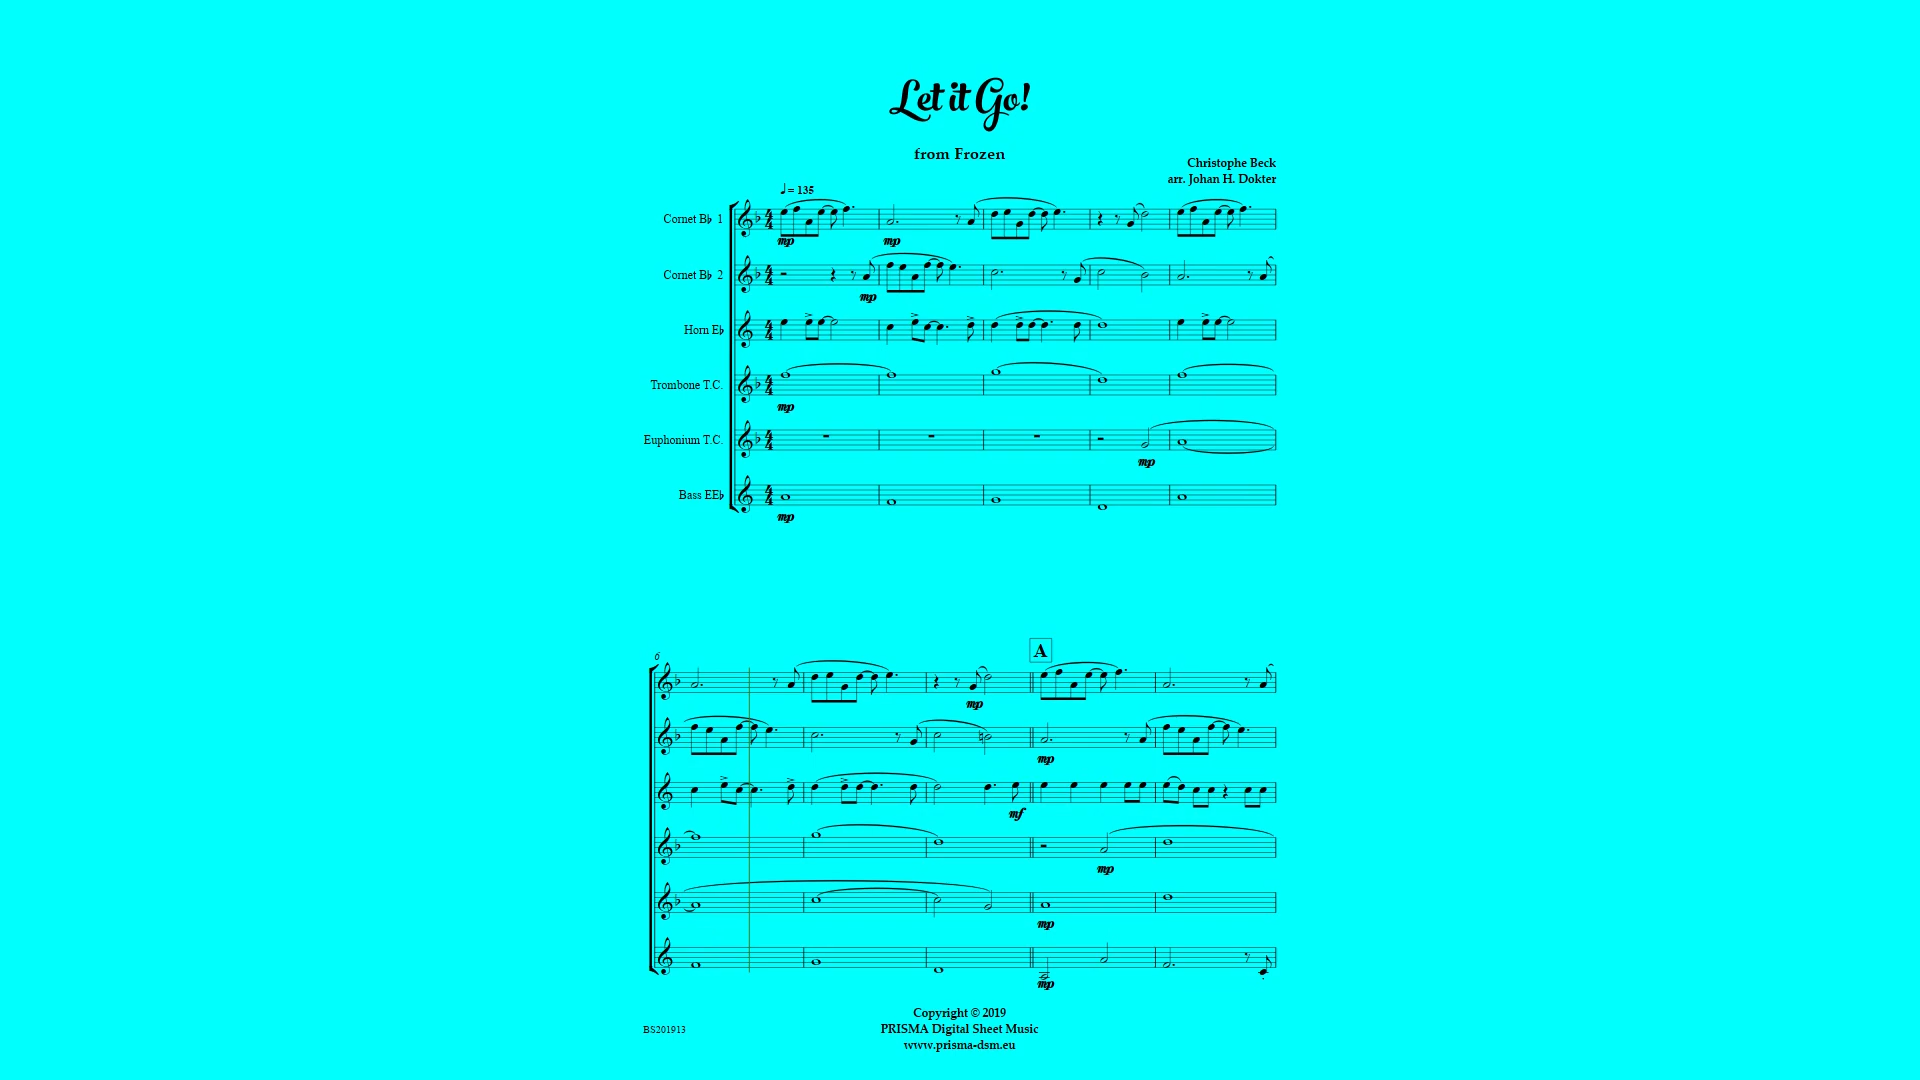 Let it Go!
from Frozen
Christophe Beck
arr. Johan H. Dokter
♩= 135
Cornet B♭ 1
mp
mp
Cornet B♭ 2
mp
Horn E♭
Trombone T.C.
mp
Euphonium T.C.
mp
Bass EE♭
mp
6
A
mp
mp
mf
mp
mp
mp
Copyright © 2019
BS201913
PRISMA Digital Sheet Music
www.prisma-dsm.eu